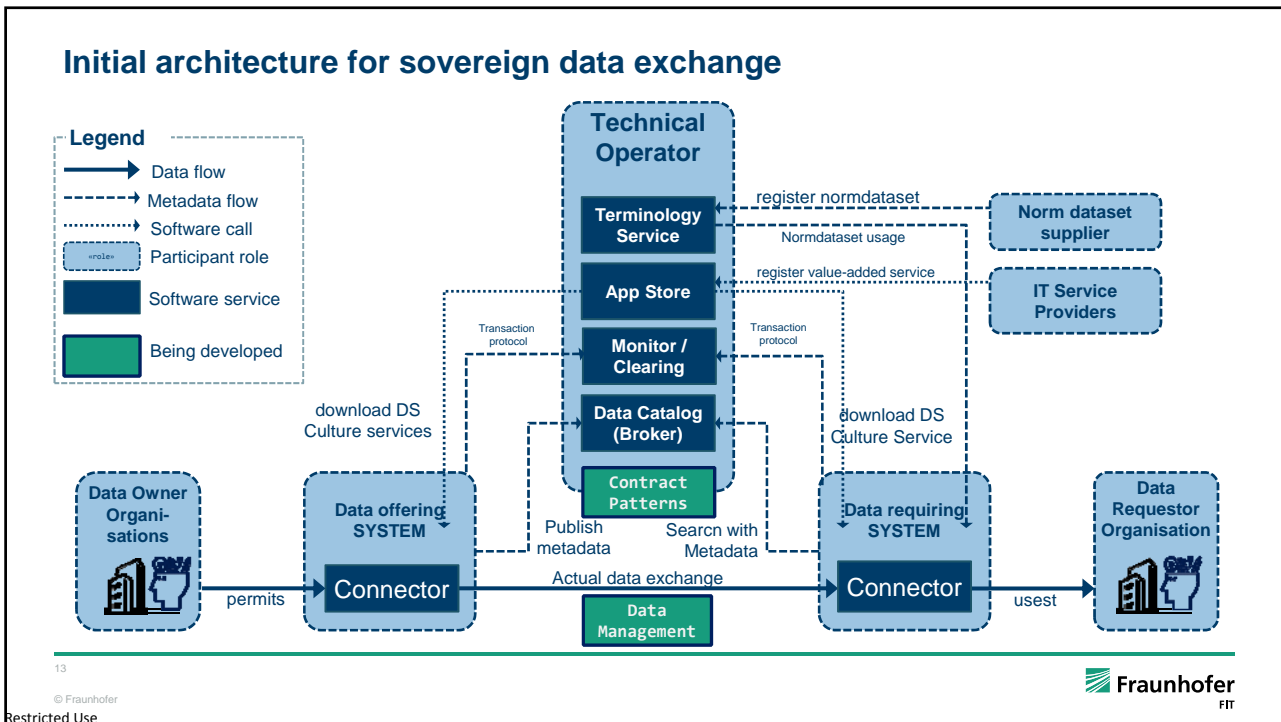 Initial architecture for sovereign data exchange
Legend
Data flow
Metadata flow
Software call
«role»
Participant role
Software service
Being developed
Technical
Operator
Terminology
Service
App Store
Monitor /
Clearing
Data Catalog
(Broker)
Contract
Patterns
register normdataset
Normdataset usage
register value-added service
Norm dataset
supplier
IT Service
Providers
Transaction
protocol
Transaction
protocol
download DS
Culture services
download DS
Culture Service
Data Owner
Organi-
sations
permits
Data offering
SYSTEM
Connector
Publish
metadata
Searcn with
Metadata
Actual data exchange
Data
Management
Data requiring
SYSTEM
Connector
usest
Data
Requestor
Organisation
13
© Fraunhofer
Restricted Use
Fraunhofer
FIT